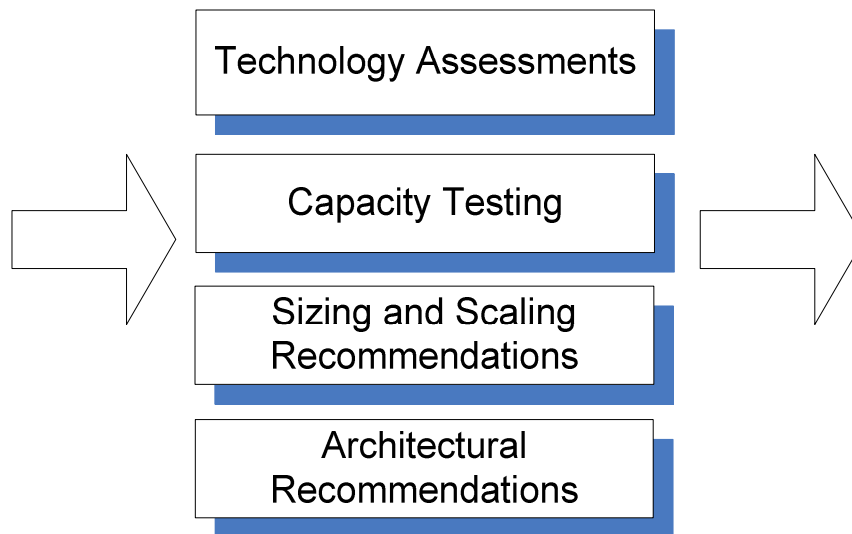 Technology Assessments
Capacity Testing
Sizing and Scaling
Recommendations
Architectural
Recommendations